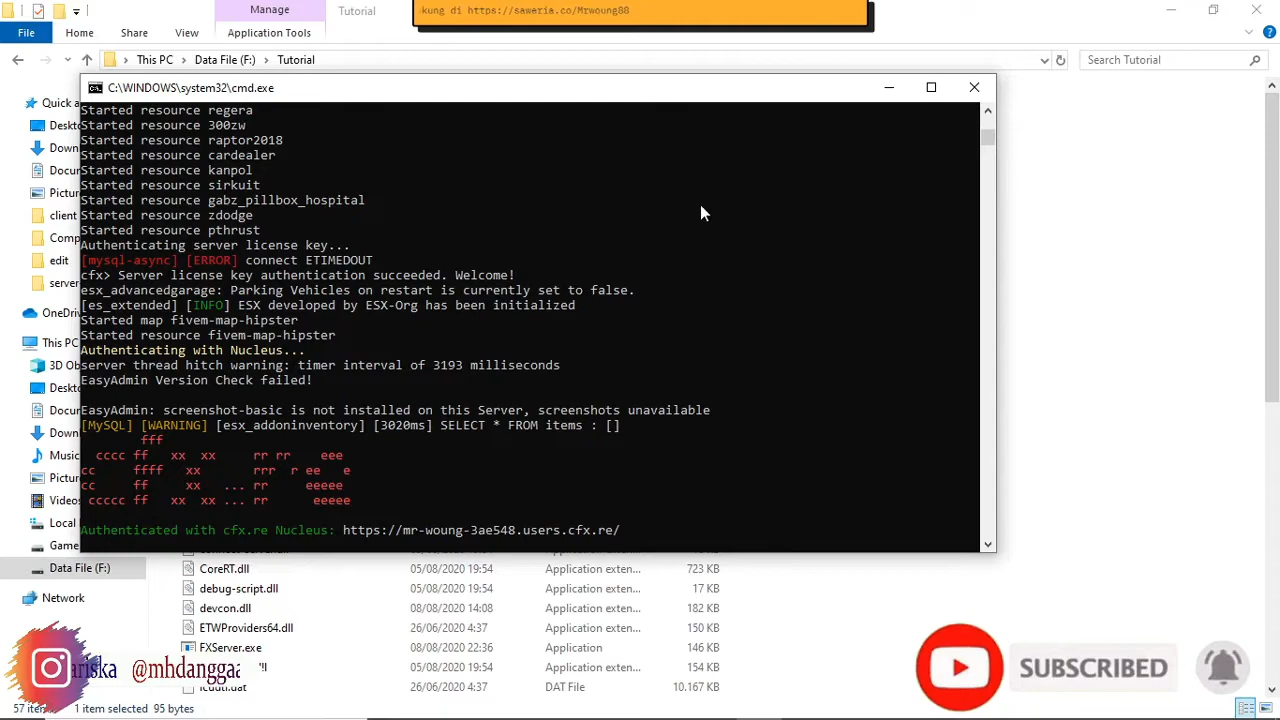 Manage
Tutorial
kung di https://saweria.co/Mrwoung88
File
Home
Share
View
Application Tools
This PC
Data File (F:)
Tutorial
Search Tutorial
Quick a
Deskt
Down
Docur
Pictur
client
Comp
edit
server
OneDriv
This PC
3D Ob
Deskt
Docur
Down
Music
Pictur
Videos
Local
Game
Data File (F:)
Network
C:\WINDOWS\system32\cmd.exe
Started resource regera
Started resource 300zw
Started resource raptor2018
Started resource cardealer
Started resource kanpol
Started resource sirkuit
Started resource gabz_pillbox_hospital
Started resource zdodge
Started resource pthrust
Authenticating server license key...
[mysql-async] [ERROR] connect ETIMEDOUT
cfx> Server license key authentication succeeded. Welcome!
esx_advancedgarage: Parking Vehicles on restart is currently set to false.
[es_extended] [INFO] ESX developed by ESX-Org has been initialized
Started map fivem-map-hipster
Started resource fivem-map-hipster
Authenticating with Nucleus...
server thread hitch warning: timer interval of 3193 milliseconds
EasyAdmin Version Check failed!
EasyAdmin: screenshot-basic is not installed on this Server, screenshots unavailable
[MySQL] [WARNING] [esx_addoninventory] [3020ms] SELECT * FROM items : []
fff
cccc ff xx xx rr rr eee
cc ffff xx rrr r ee e
cc ff xx ... rr eeeee
ccccc ff xx xx ... rr eeeee
Authenticated with cfx.re Nucleus: https://mr-woung-3ae548.users.cfx.re/
CoreRT.dll 05/08/2020 19:54 Application exten... 723 KB
debug-script.dll 05/08/2020 19:54 Application exten... 17 KB
devcon.dll 08/08/2020 14:08 Application exten... 182 KB
ETWProviders64.dll 26/06/2020 4:37 Application exten... 150 KB
FXServer.exe 08/08/2020 22:36 Application 146 KB
05/08/2020 19:54 Application exten... 154 KB
icudtl.dat 26/06/2020 4:37 DAT File 10.167 KB
ariska @mhdangga
SUBSCRIBED
57 items
1 item selected 95 bytes